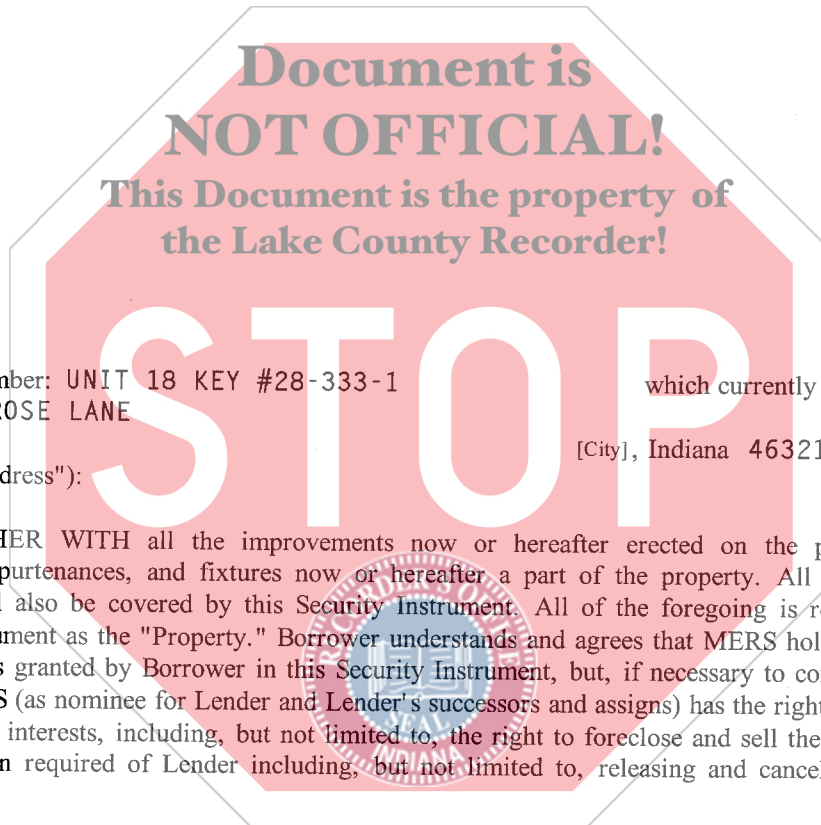 Document is
NOT OFFICIAL!
This Document is the property of
the Lake County Recorder!
STOP
mber: UNIT 18 KEY #28-333-1 which currently
ROSE LANE
[City], Indiana 46321
dress"):
HER WITH all the improvements now or hereafter erected on the p
purtenances, and fixtures now or hereafter a part of the property. All
l also be covered by this Security Instrument. All of the foregoing is r
ument as the "Property." Borrower understands and agrees that MERS hol
s granted by Borrower in this Security Instrument, but, if necessary to co
S (as nominee for Lender and Lender's successors and assigns) has the right
interests, including, but not limited to, the right to foreclose and sell the
n required of Lender including, but not limited to, releasing and cancel
RECORDER'S OFFICE
SEAL
INDIANA